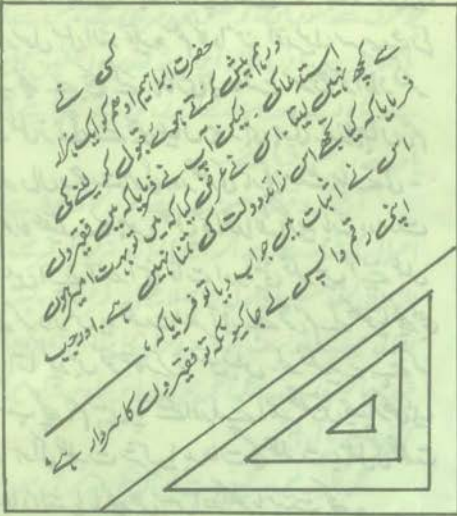 کسی نے
حضرت ابراہیم ادھم کو ایک ہزار
درہم پیش کرتے ہوئے قبول کر لینے کی
استدعا کی۔ لیکن آپ نے فرمایا کہ میں فقیروں
سے کچھ نہیں لیتا۔ اس نے عرض کیا کہ میں تو بہت امیر ہوں
فرمایا کہ کیا تجھے اس زائد دولت کی تمنا نہیں ہے۔ اور جب
اس نے اثبات میں جواب دیا تو فرمایا کہ،
اپنی رقم واپس لے جا کیونکہ تو فقیروں کا سردار ہے،